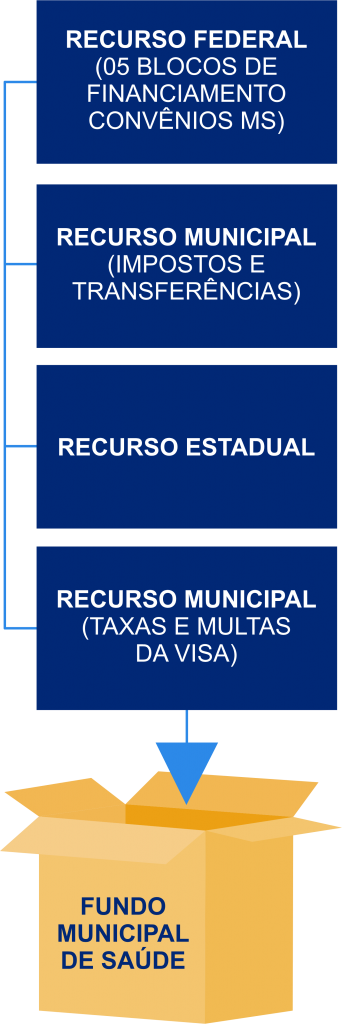 RECURSO FEDERAL
(05 BLOCOS DE
FINANCIAMENTO
CONVÊNIOS MS)
RECURSO MUNICIPAL
(IMPOSTOS E
TRANSFERÊNCIAS)
RECURSO ESTADUAL
RECURSO MUNICIPAL
(TAXAS E MULTAS
DA VISA)
FUNDO
MUNICIPAL
DE SAÚDE